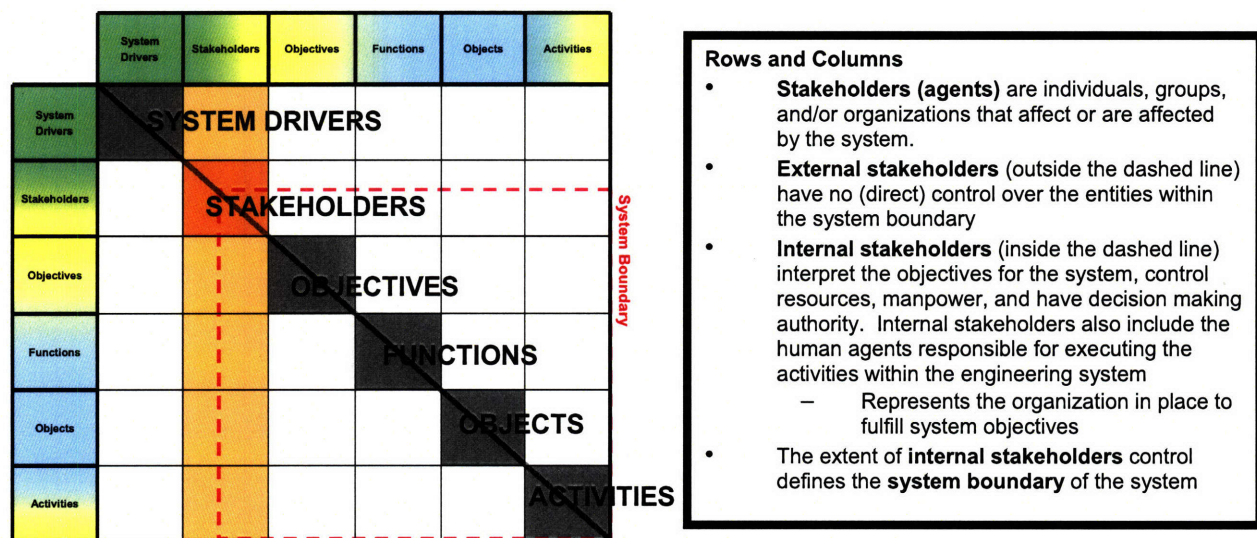 System Drivers
Stakeholders
Objectives
Functions
Objects
Activities
System Drivers
SYSTEM DRIVERS
Stakeholders
STAKEHOLDERS
Objectives
OBJECTIVES
Functions
FUNCTIONS
Objects
OBJECTS
Activities
ACTIVITIES
System Boundary
Rows and Columns
• Stakeholders (agents) are individuals, groups,
and/or organizations that affect or are affected
by the system.
• External stakeholders (outside the dashed line)
have no (direct) control over the entities within
the system boundary
• Internal stakeholders (inside the dashed line)
interpret the objectives for the system, control
resources, manpower, and have decision making
authority. Internal stakeholders also include the
human agents responsible for executing the
activities within the engineering system
– Represents the organization in place to
fulfill system objectives
• The extent of internal stakeholders control
defines the system boundary of the system